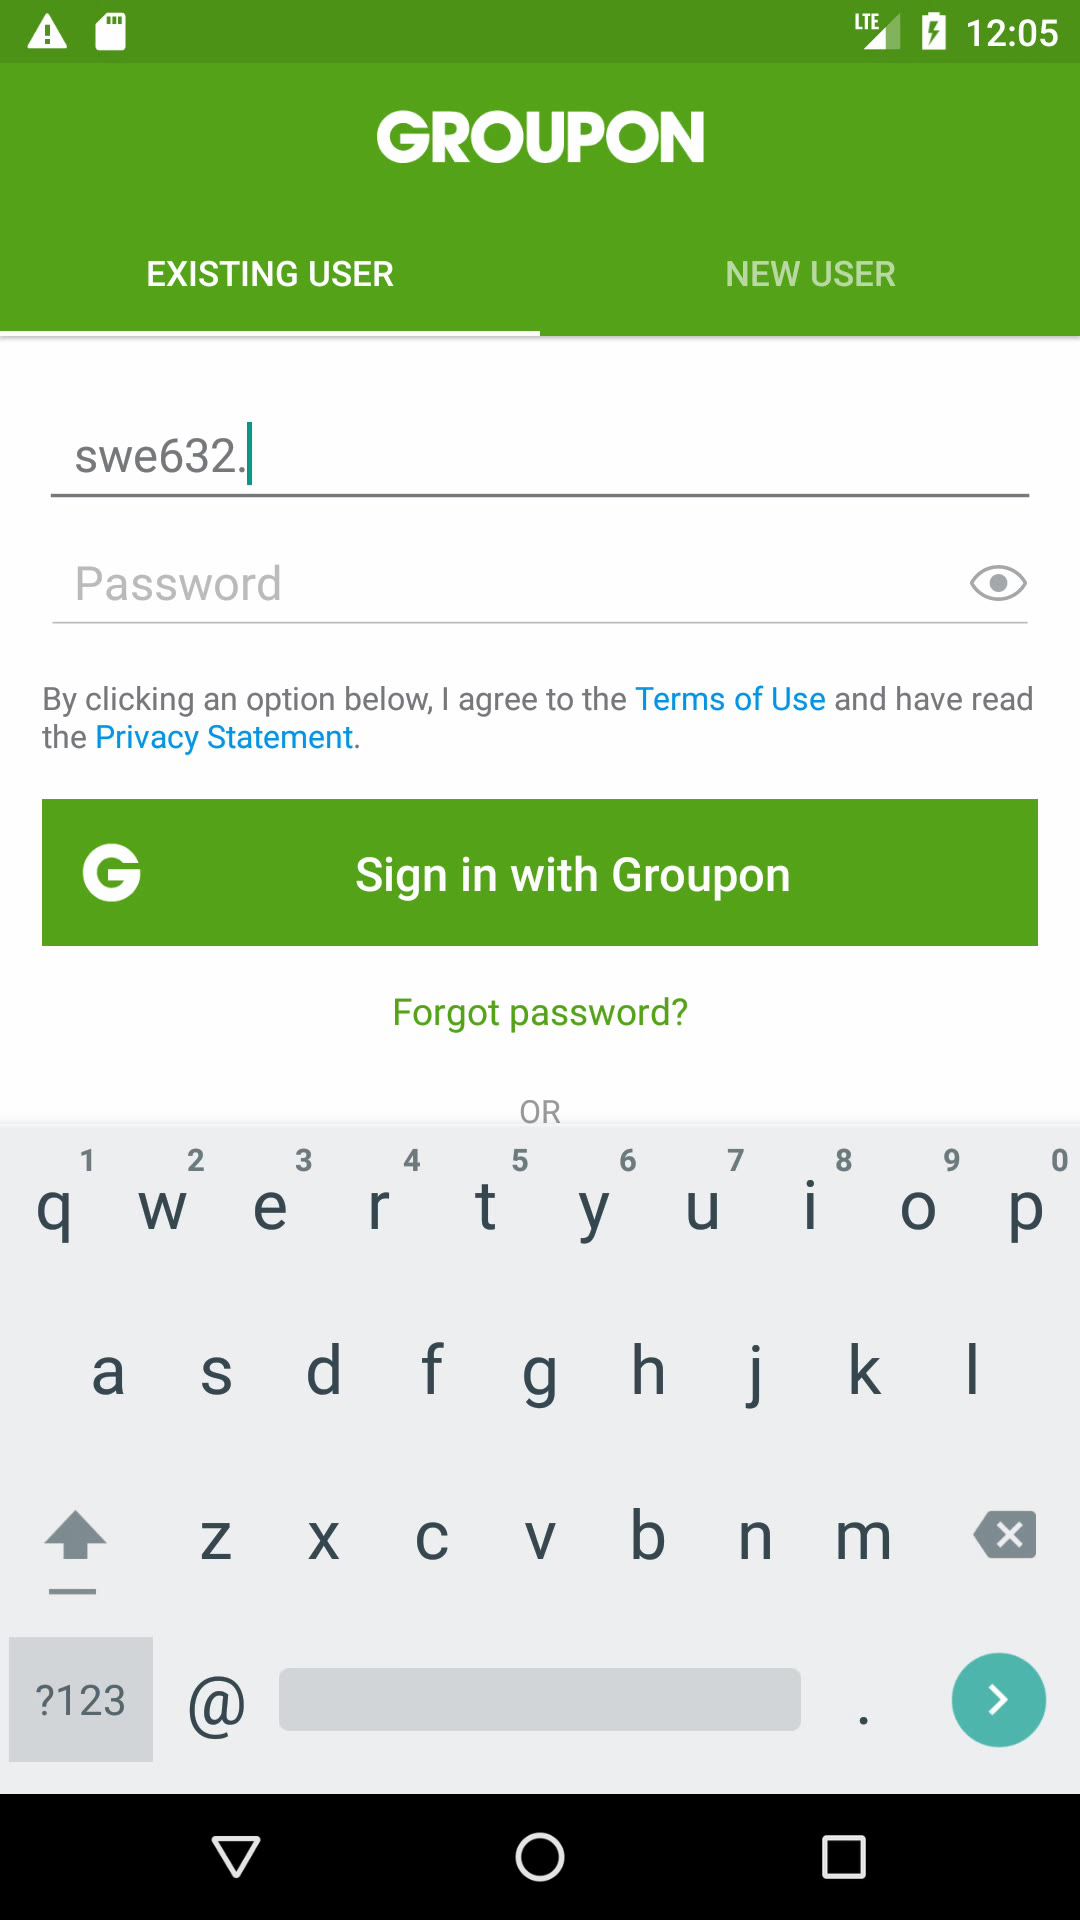 LTE 12:05
GROUPON
EXISTING USER NEW USER
swe632.
Password
By clicking an option below, I agree to the Terms of Use and have read
the Privacy Statement.
G Sign in with Groupon
Forgot password?
OR
1 2 3 4 5 6 7 8 9 0
q w e r t y u i o p
a s d f g h j k l
z x c v b n m
?123 @ .